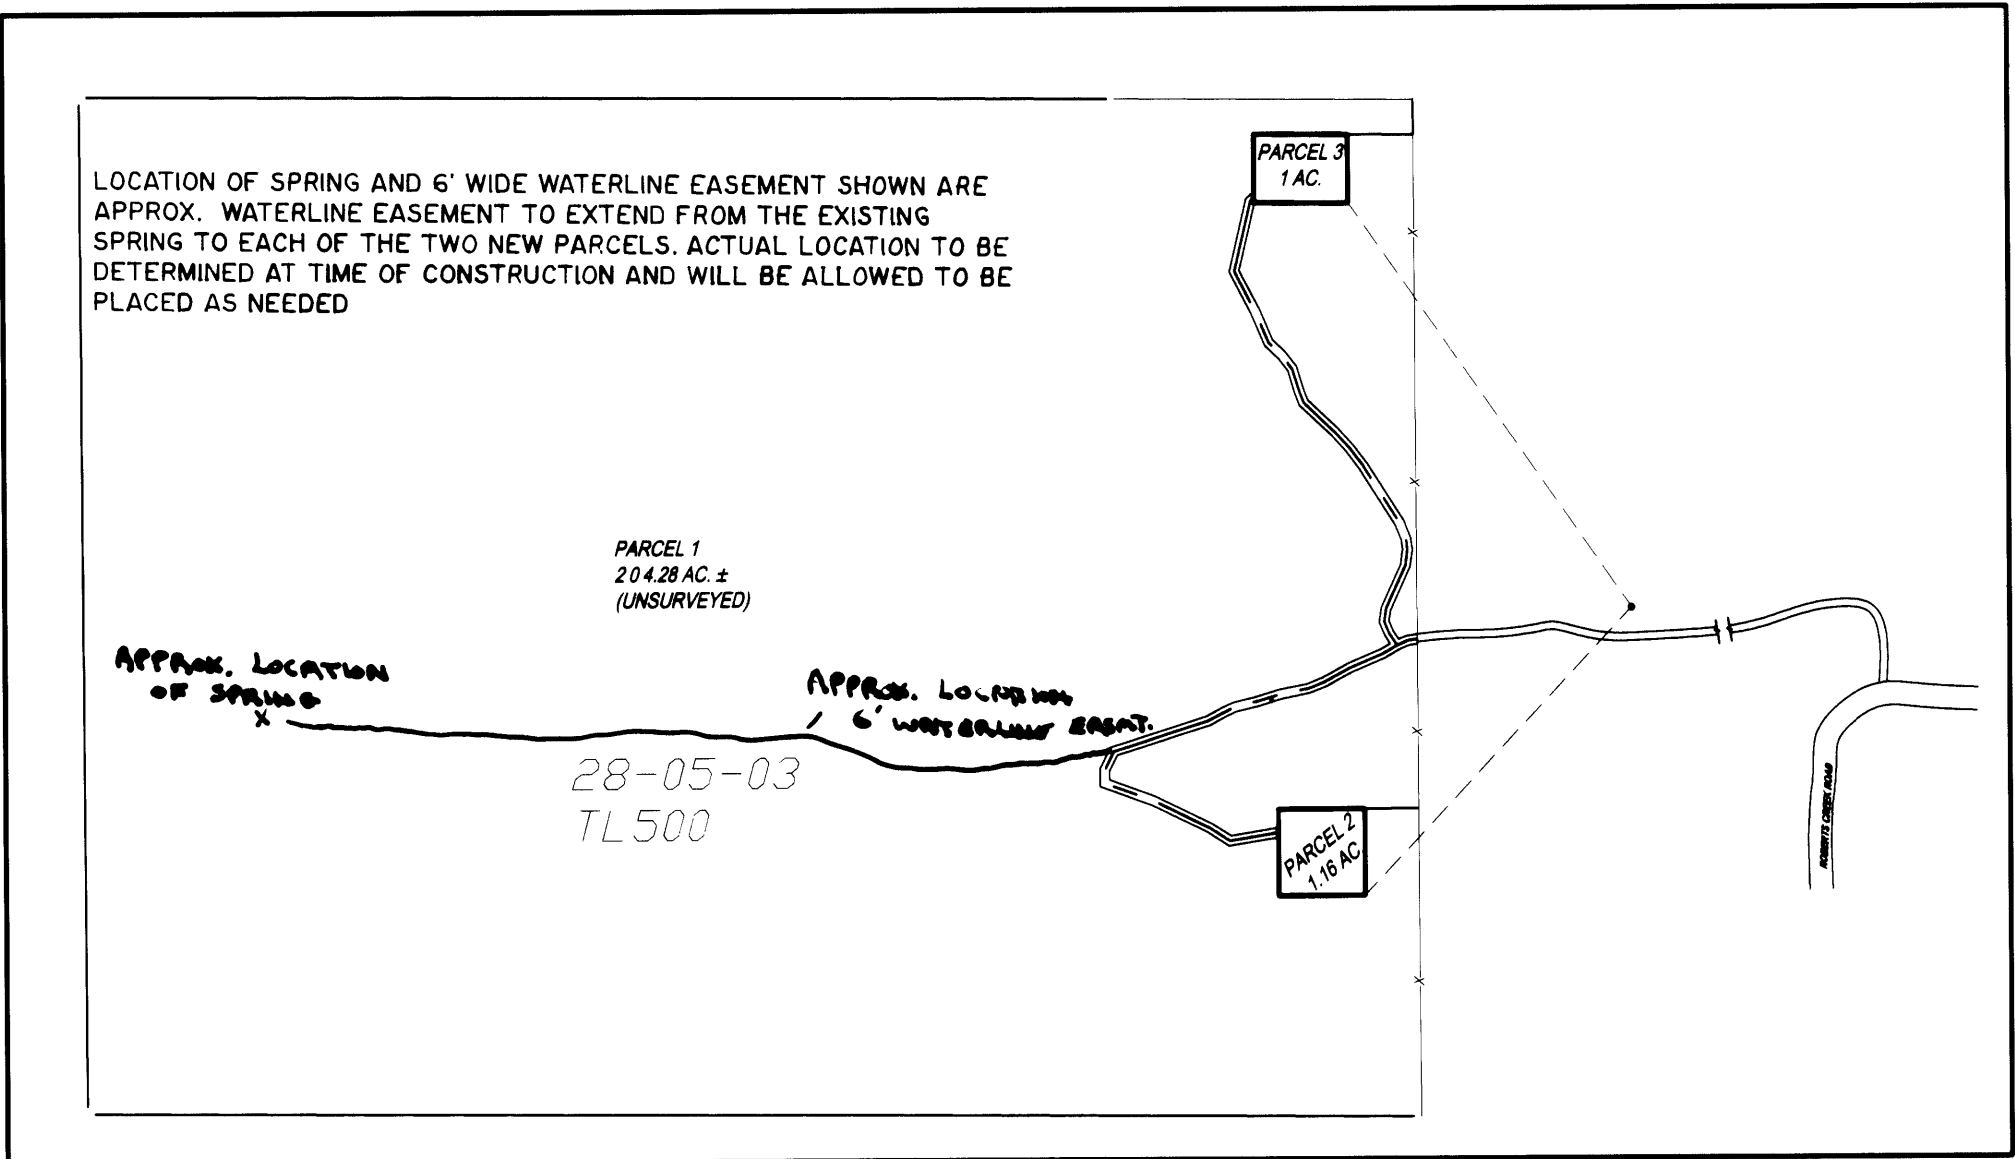 LOCATION OF SPRING AND 6' WIDE WATERLINE EASEMENT SHOWN ARE
APPROX. WATERLINE EASEMENT TO EXTEND FROM THE EXISTING
SPRING TO EACH OF THE TWO NEW PARCELS. ACTUAL LOCATION TO BE
DETERMINED AT TIME OF CONSTRUCTION AND WILL BE ALLOWED TO BE
PLACED AS NEEDED
PARCEL 3
1 AC.
PARCEL 1
204.28 AC. ±
(UNSURVEYED)
APPROX. LOCATION
OF SPRING
X
APPROX. LOCATION
6' WATERLINE EASMT.
28-05-03
TL500
PARCEL 2
1.16 AC.
ROBERTS CREEK ROAD